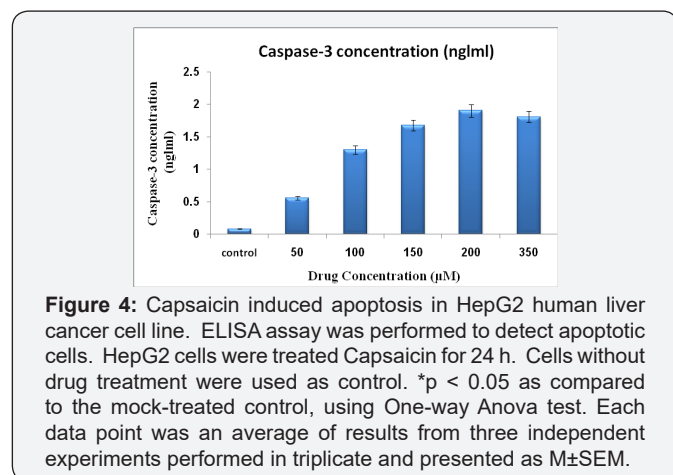 Caspase-3 concentration (nglml)
Caspase-3 concentration
(nglml)
2.5
2
1.5
1
0.5
0
control 50 100 150 200 350
Drug Concentration (µM)
Figure 4: Capsaicin induced apoptosis in HepG2 human liver
cancer cell line. ELISA assay was performed to detect apoptotic
cells. HepG2 cells were treated Capsaicin for 24 h. Cells without
drug treatment were used as control. *p < 0.05 as compared
to the mock-treated control, using One-way Anova test. Each
data point was an average of results from three independent
experiments performed in triplicate and presented as M±SEM.